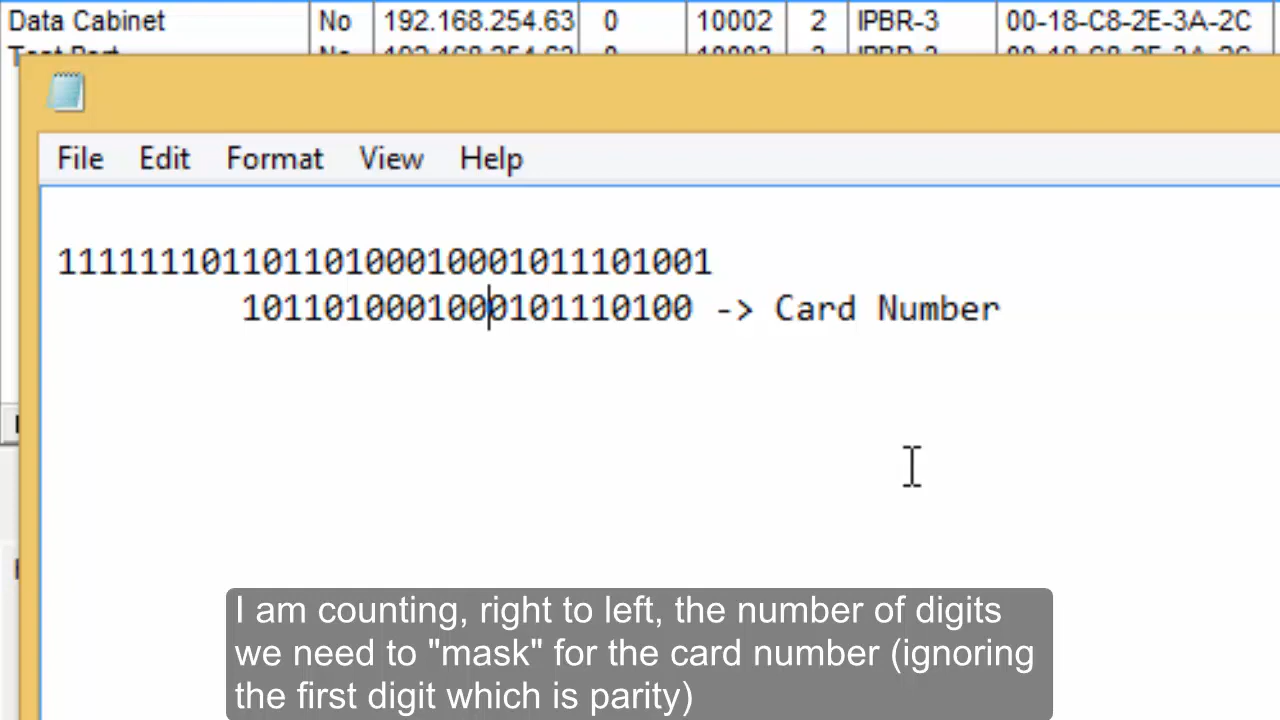 Data Cabinet No 192.168.254.63 0 10002 2 IPBR-3 00-18-C8-2E-3A-2C
File Edit Format View Help
11111110110110100010001011101001
1011010001000101110100 -> Card Number
I am counting, right to left, the number of digits
we need to "mask" for the card number (ignoring
the first digit which is parity)